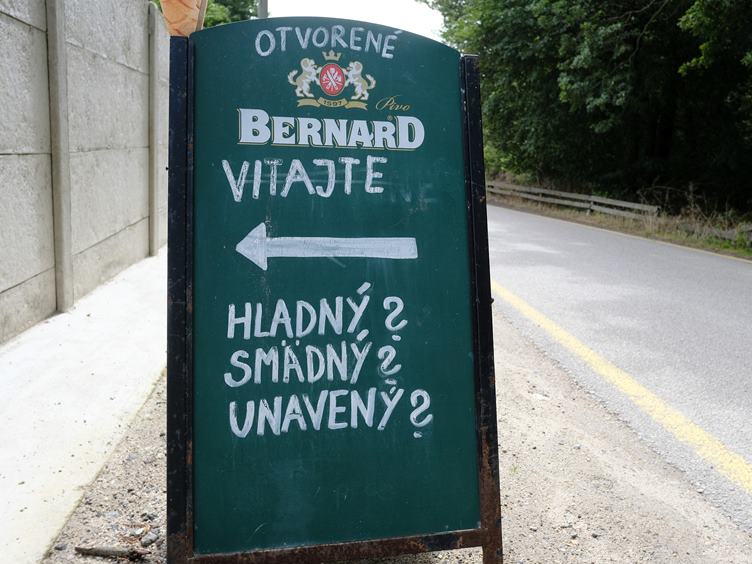 OTVORENÉ
1597
Pivo
BERNARD
VITAJTE
HLADNÝ?
SMÄDNÝ?
UNAVENÝ?